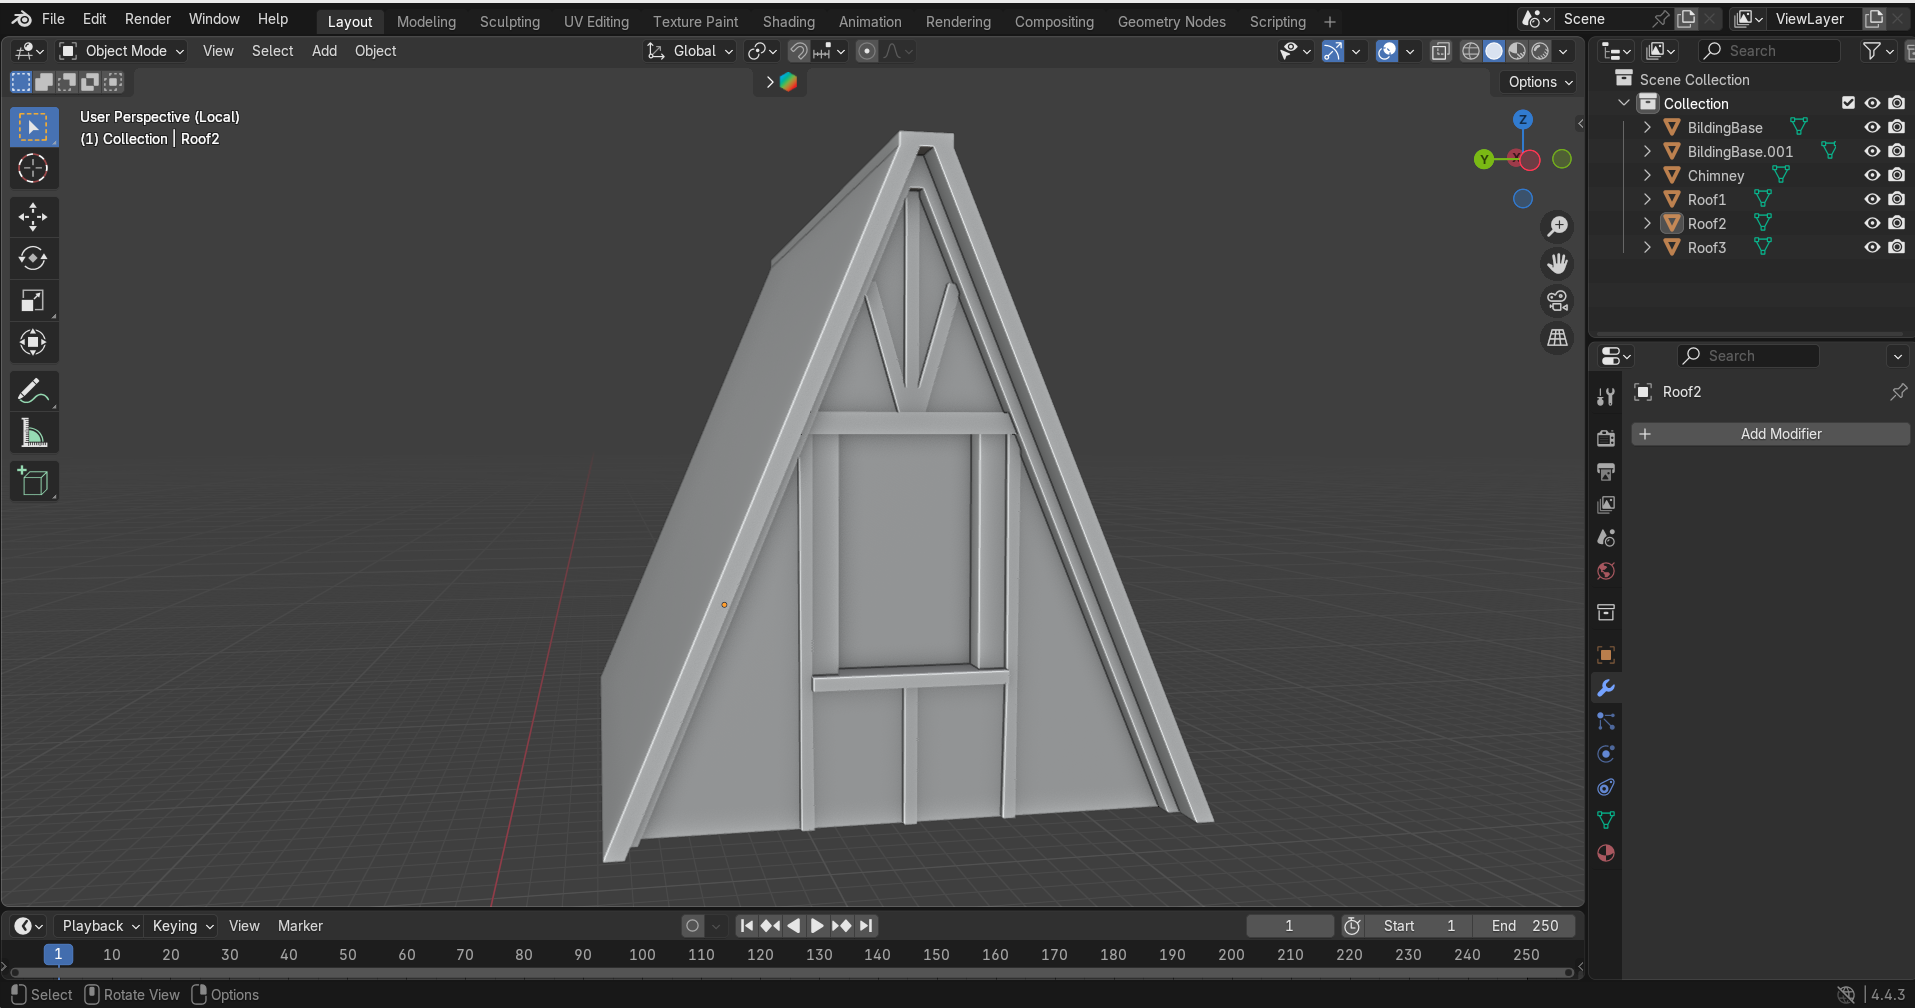 File Edit Render Window Help Layout Modeling Sculpting UV Editing Texture Paint Shading Animation Rendering Compositing Geometry Nodes Scripting + Scene ViewLayer
Object Mode View Select Add Object Global Search
Options
User Perspective (Local)
(1) Collection | Roof2
Z
Y
X
Scene Collection
Collection
BildingBase
BildingBase.001
Chimney
Roof1
Roof2
Roof3
Search
Roof2
+ Add Modifier
Playback Keying View Marker 1 Start 1 End 250
1 10 20 30 40 50 60 70 80 90 100 110 120 130 140 150 160 170 180 190 200 210 220 230 240 250
Select Rotate View Options 4.4.3